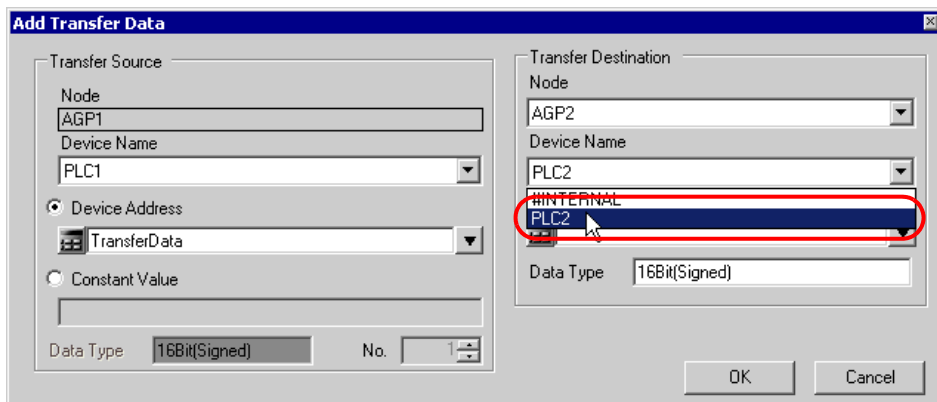 Add Transfer Data
Transfer Source
Node
AGP1
Device Name
PLC1
Device Address
TransferData
Constant Value
Data Type 16Bit(Signed) No. 1
Transfer Destination
Node
AGP2
Device Name
PLC2
#INTERNAL
PLC2
Data Type 16Bit(Signed)
OK Cancel